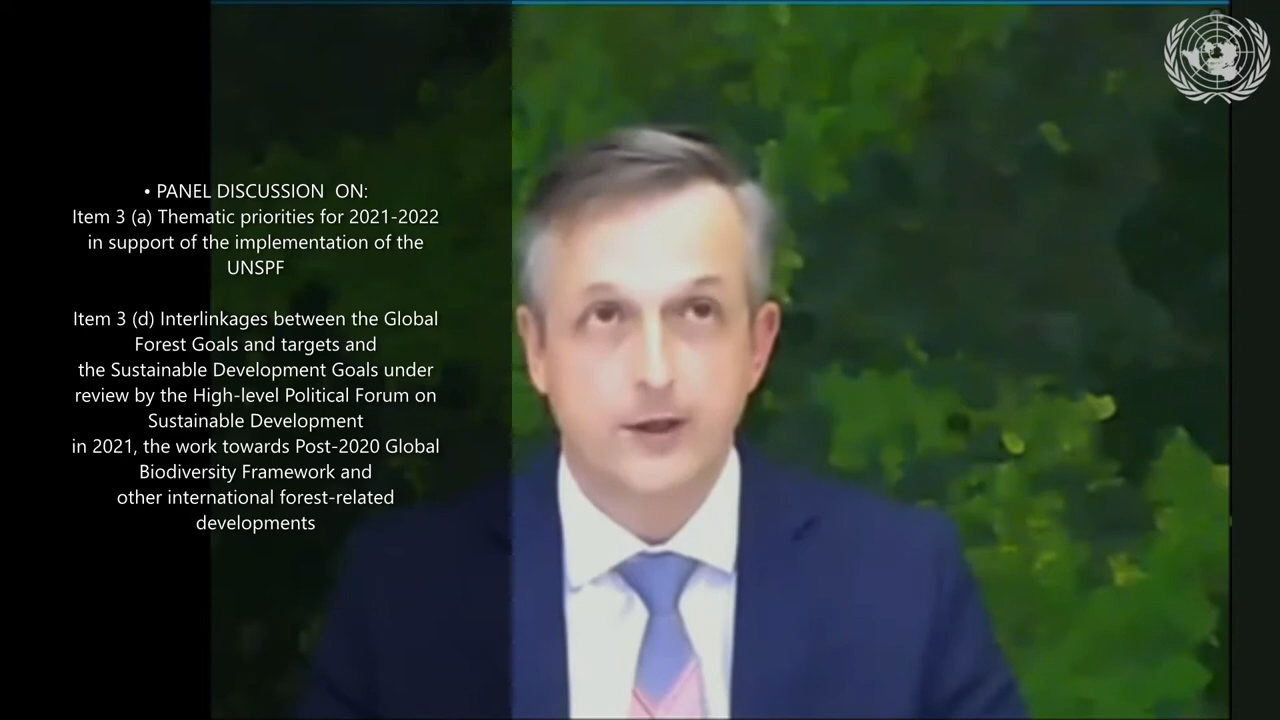 • PANEL DISCUSSION ON:
Item 3 (a) Thematic priorities for 2021-2022
in support of the implementation of the
UNSPF
Item 3 (d) Interlinkages between the Global
Forest Goals and targets and
the Sustainable Development Goals under
review by the High-level Political Forum on
Sustainable Development
in 2021, the work towards Post-2020 Global
Biodiversity Framework and
other international forest-related
developments